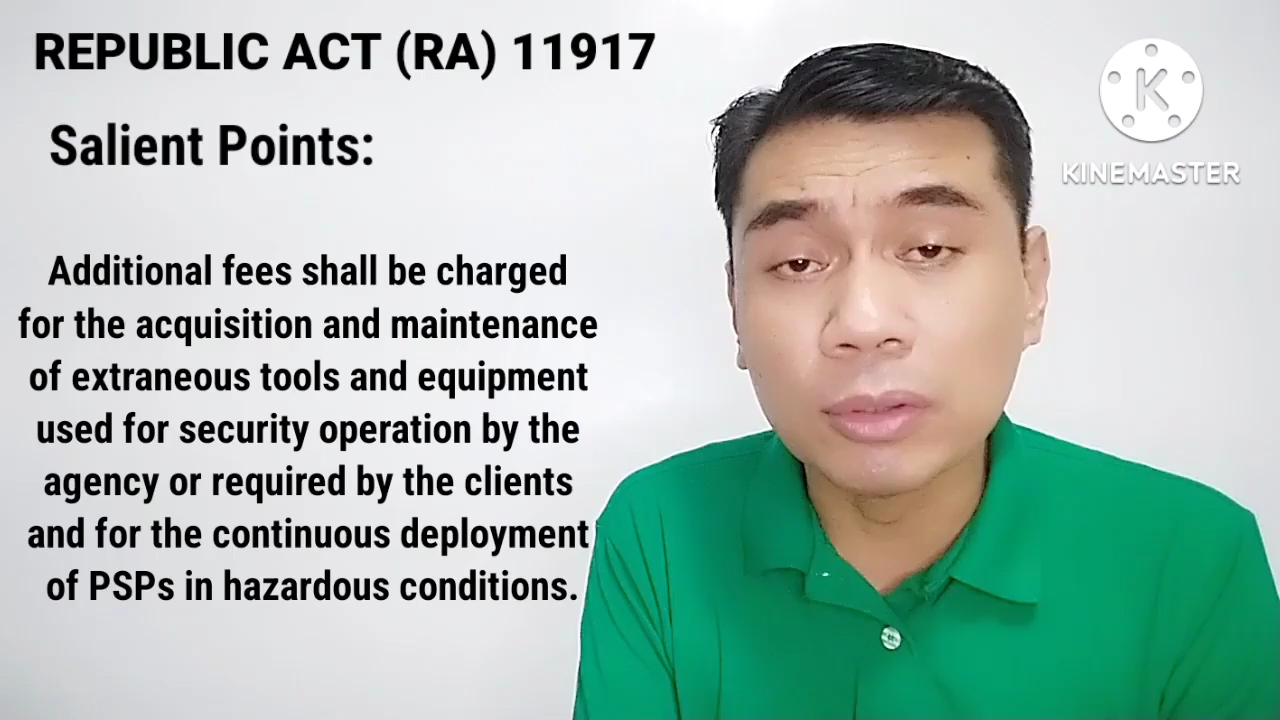 REPUBLIC ACT (RA) 11917
Salient Points:
Additional fees shall be charged
for the acquisition and maintenance
of extraneous tools and equipment
used for security operation by the
agency or required by the clients
and for the continuous deployment
of PSPs in hazardous conditions.
K
KINEMASTER